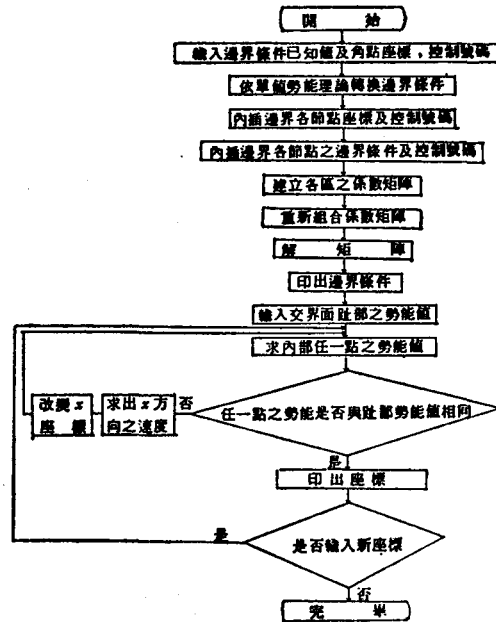 開始
輸入邊界條件已知值及角點座標，控制號碼
依單值勢能理論轉換邊界條件
內插邊界各節點座標及控制號碼
內插邊界各節點之邊界條件及控制號碼
建立各區之係數矩陣
重新組合係數矩陣
解矩陣
印出邊界條件
輸入交界面趾部之勢能值
求內部任一點之勢能值
任一點之勢能是否與趾部勢能值相同
否
求出x方
向之速度
改變x
座標
是
印出座標
是否輸入新座標
是
否
完畢